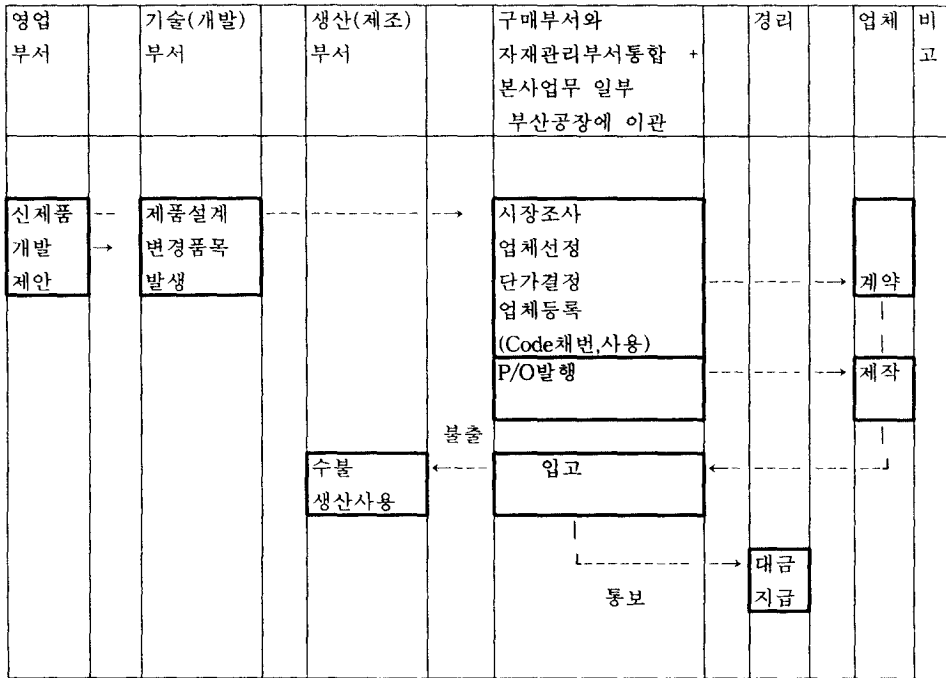 영업
부서
기술(개발)
부서
생산(제조)
부서
구매부서와
자재관리부서통합 +
본사업무 일부
부산공장에 이관
경리
업체
비
고
신제품
개발
제안
제품설계
변경품목
발생
시장조사
업체선정
단가결정
업체등록
(Code채번,사용)
계약
P/O발행
제작
불출
수불
생산사용
입고
대금
지급
통보